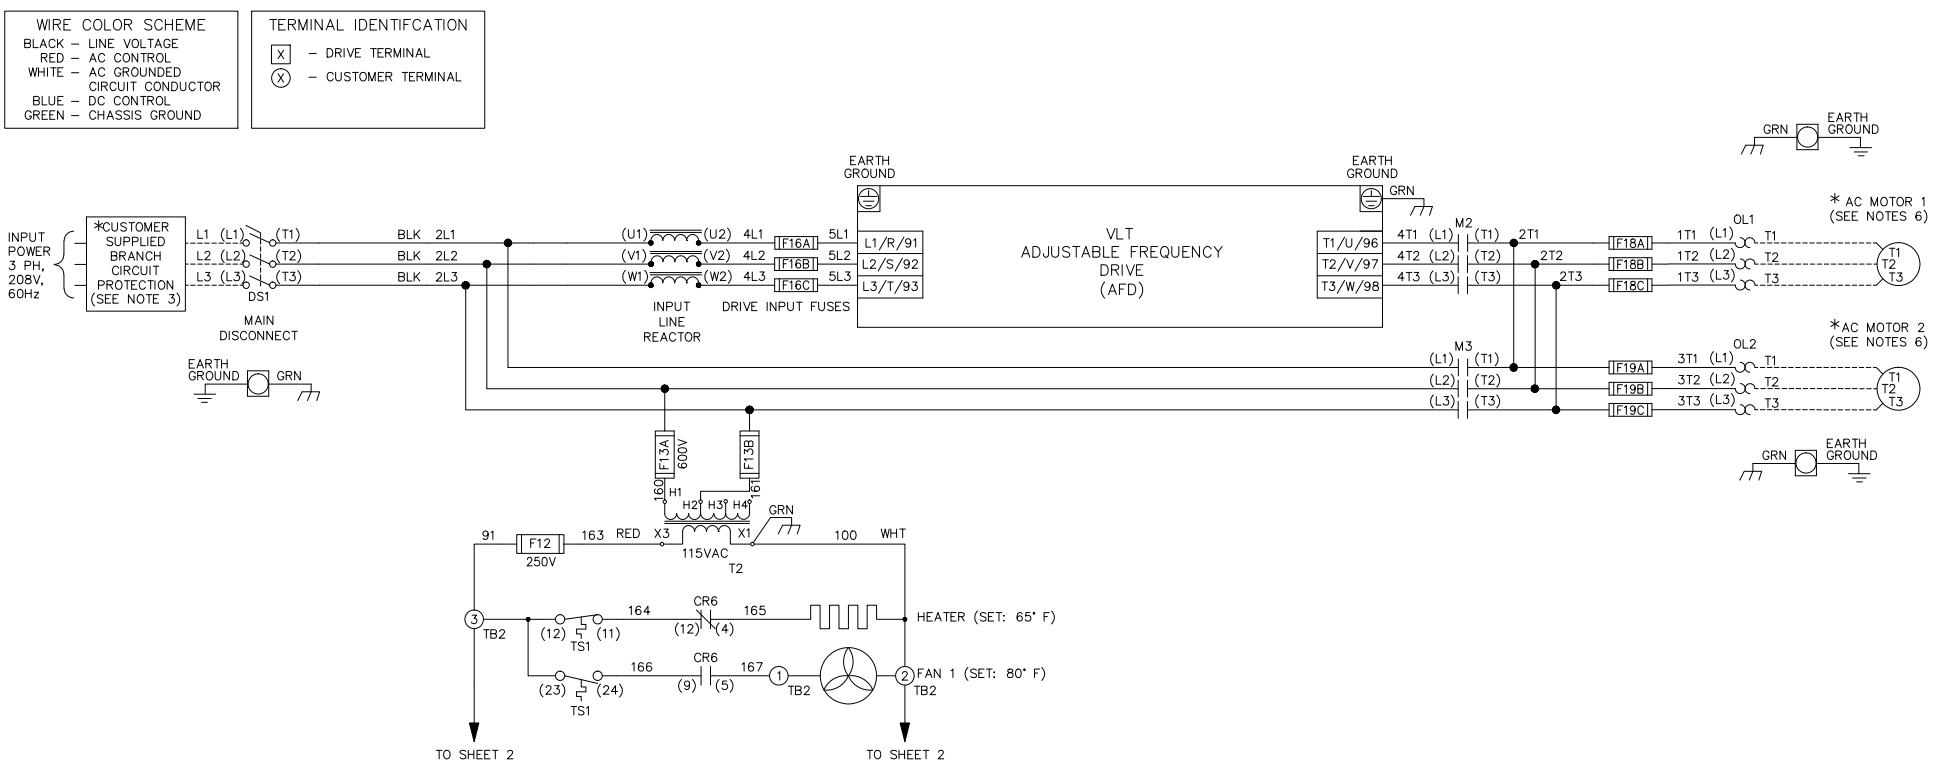 WIRE COLOR SCHEME
BLACK – LINE VOLTAGE
RED – AC CONTROL
WHITE – AC GROUNDED
CIRCUIT CONDUCTOR
BLUE – DC CONTROL
GREEN – CHASSIS GROUND
TERMINAL IDENTIFCATION
X – DRIVE TERMINAL
X – CUSTOMER TERMINAL
GRN
EARTH
GROUND
EARTH
GROUND
EARTH
GROUND
GRN
INPUT
POWER
3 PH,
208V,
60Hz
*CUSTOMER
SUPPLIED
BRANCH
CIRCUIT
PROTECTION
(SEE NOTE 3)
L1 (L1) (T1) BLK 2L1 (U1) (U2) 4L1 F16A 5L1 L1/R/91
L2 (L2) (T2) BLK 2L2 (V1) (V2) 4L2 F16B 5L2 L2/S/92
L3 (L3) (T3) BLK 2L3 (W1) (W2) 4L3 F16C 5L3 L3/T/93
DS1
MAIN
DISCONNECT
INPUT
LINE
REACTOR
DRIVE INPUT FUSES
VLT
ADJUSTABLE FREQUENCY
DRIVE
(AFD)
M2
OL1
T1/U/96 4T1 (L1) (T1) 2T1 F18A 1T1 (L1) T1
T2/V/97 4T2 (L2) (T2) 2T2 F18B 1T2 (L2) T2
T3/W/98 4T3 (L3) (T3) 2T3 F18C 1T3 (L3) T3
* AC MOTOR 1
(SEE NOTES 6)
T1
T2
T3
EARTH
GROUND
GRN
M3
OL2
(L1) (T1) F19A 3T1 (L1) T1
(L2) (T2) F19B 3T2 (L2) T2
(L3) (T3) F19C 3T3 (L3) T3
*AC MOTOR 2
(SEE NOTES 6)
T1
T2
T3
GRN
EARTH
GROUND
F13A
600V
F13B
160
161
H1
H2
H3
H4
GRN
91
F12
250V
163
RED
X3
X1
115VAC
T2
100
WHT
3
TB2
(12)
(11)
TS1
164
CR6
(12)
(4)
165
HEATER (SET: 65° F)
(23)
(24)
TS1
166
CR6
(9)
(5)
167
1
TB2
2
TB2
FAN 1 (SET: 80° F)
TO SHEET 2
TO SHEET 2